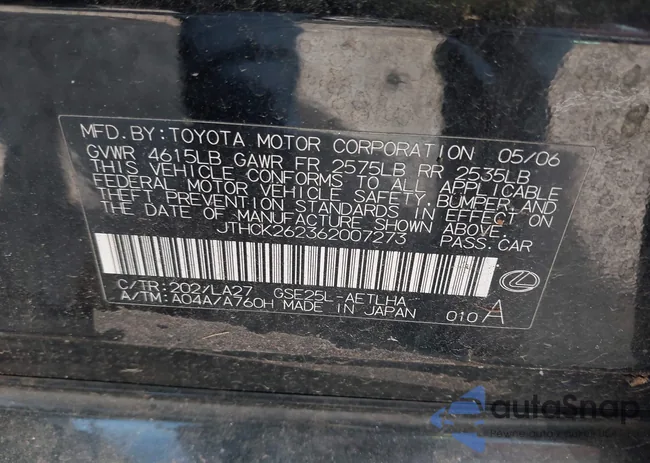 MFD. BY: TOYOTA MOTOR CORPORATION 05/06
GVWR 4615LB GAWR FR 2575LB RR 2535LB
THIS VEHICLE CONFORMS TO ALL APPLICABLE
FEDERAL MOTOR VEHICLE SAFETY, BUMPER, AND
THEFT PREVENTION STANDARDS IN EFFECT ON
THE DATE OF MANUFACTURE SHOWN ABOVE.
JTHCK262362007273 PASS. CAR
C/TR: 202/LA27 GSE25L-AETLHA
A/TM: A04A/A760H MADE IN JAPAN 010 A
autoSnap